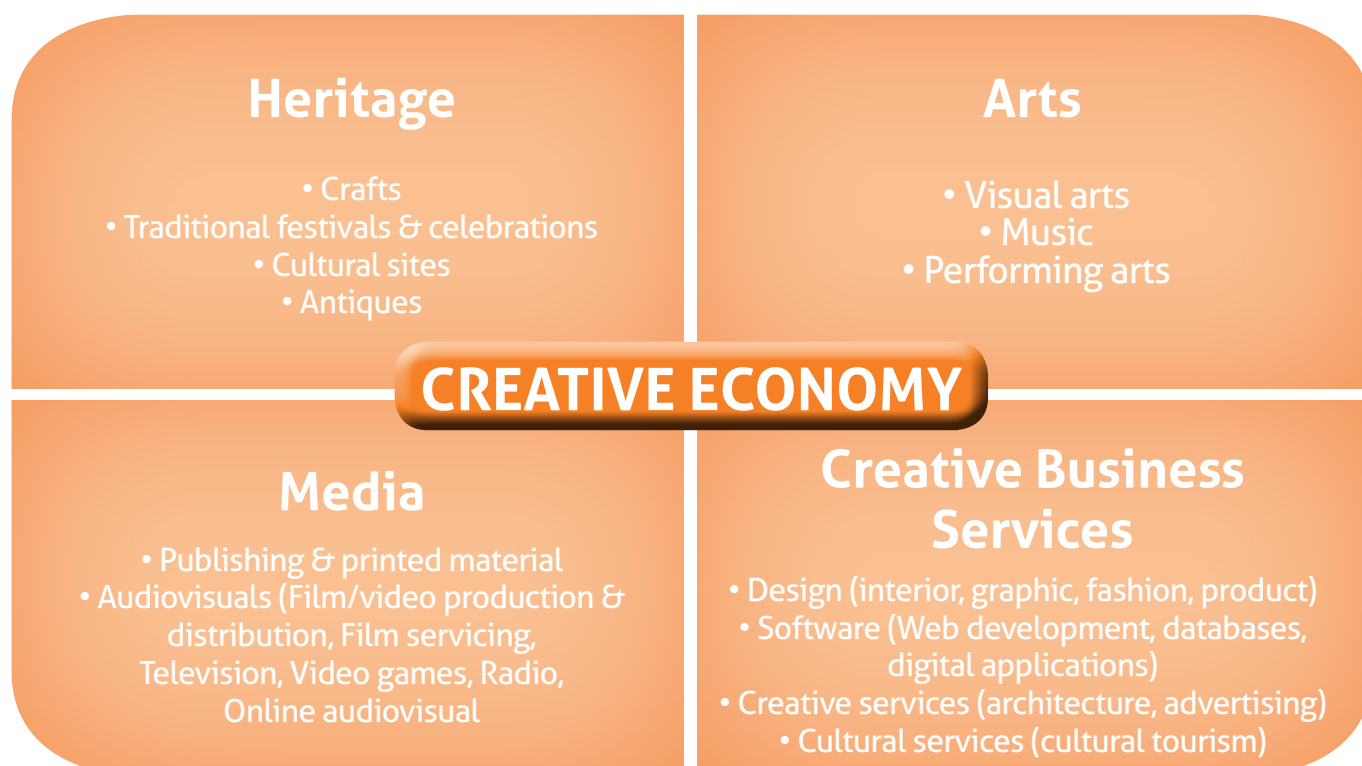 Heritage
• Crafts
• Traditional festivals & celebrations
• Cultural sites
• Antiques
Arts
• Visual arts
• Music
• Performing arts
CREATIVE ECONOMY
Media
• Publishing & printed material
• Audiovisuals (Film/video production &
distribution, Film servicing,
Television, Video games, Radio,
Online audiovisual
Creative Business
Services
• Design (interior, graphic, fashion, product)
• Software (Web development, databases,
digital applications)
• Creative services (architecture, advertising)
• Cultural services (cultural tourism)